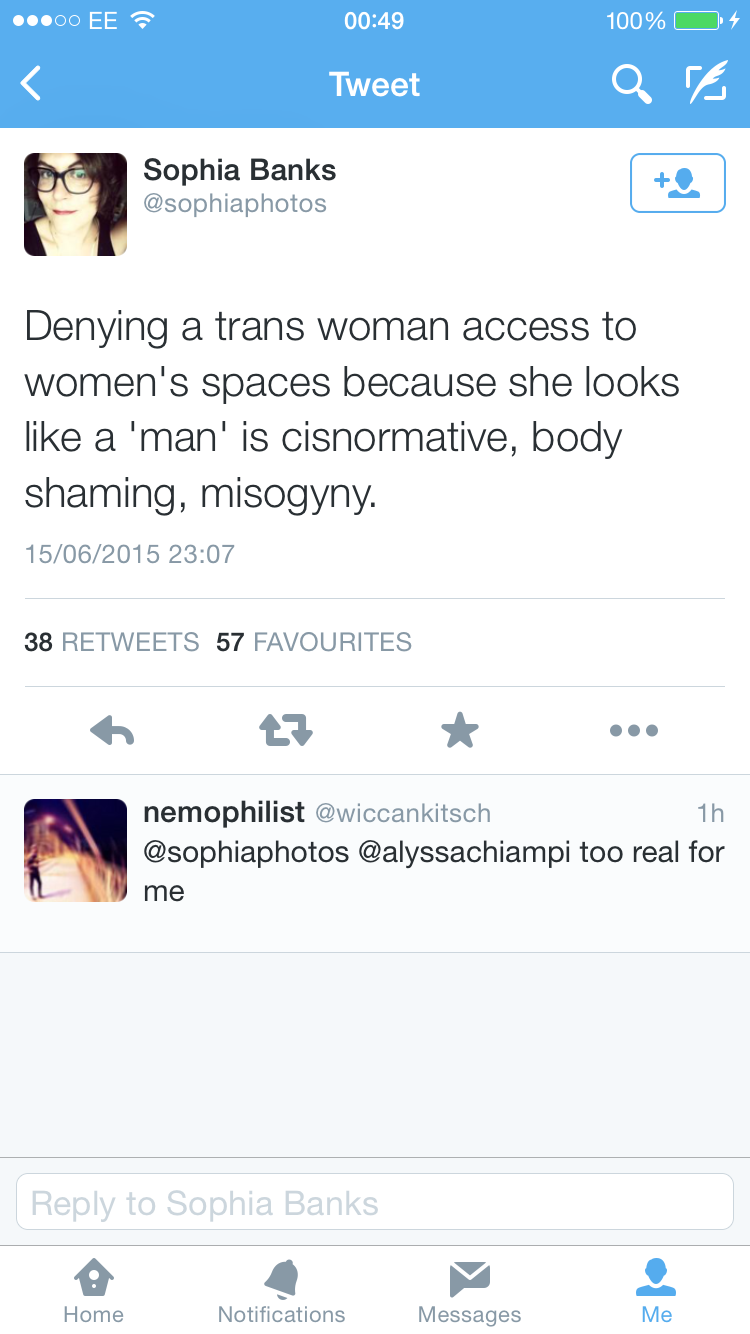 EE 00:49 100%
Tweet
Sophia Banks
@sophiaphotos
Denying a trans woman access to
women's spaces because she looks
like a 'man' is cisnormative, body
shaming, misogyny.
15/06/2015 23:07
38 RETWEETS 57 FAVOURITES
nemophilist @wiccankitsch 1h
@sophiaphotos @alyssachiampi too real for
me
Reply to Sophia Banks
Home Notifications Messages Me